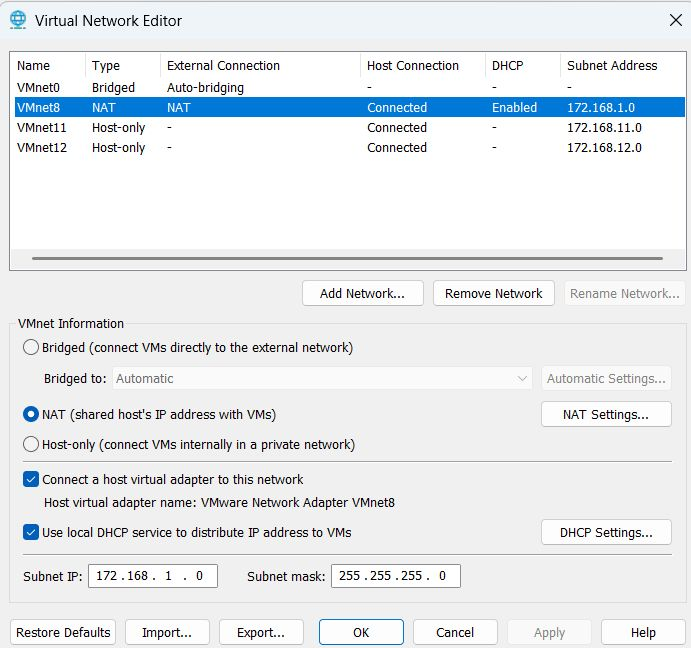 Virtual Network Editor
Name Type External Connection Host Connection DHCP Subnet Address
VMnet0 Bridged Auto-bridging - - -
VMnet8 NAT NAT Connected Enabled 172.168.1.0
VMnet11 Host-only - Connected - 172.168.11.0
VMnet12 Host-only - Connected - 172.168.12.0
Add Network... Remove Network Rename Network...
VMnet Information
Bridged (connect VMs directly to the external network)
Bridged to: Automatic Automatic Settings...
NAT (shared host's IP address with VMs) NAT Settings...
Host-only (connect VMs internally in a private network)
Connect a host virtual adapter to this network
Host virtual adapter name: VMware Network Adapter VMnet8
Use local DHCP service to distribute IP address to VMs DHCP Settings...
Subnet IP: 172 . 168 . 1 . 0 Subnet mask: 255 . 255 . 255 . 0
Restore Defaults Import... Export... OK Cancel Apply Help